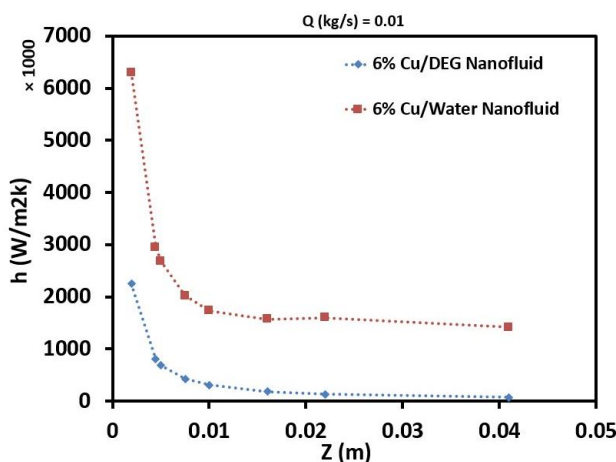 Q (kg/s) = 0.01
7000
× 1000
6000
5000
4000
3000
2000
1000
0
h (W/m2k)
6% Cu/DEG Nanofluid
6% Cu/Water Nanofluid
0 0.01 0.02 0.03 0.04 0.05
Z (m)